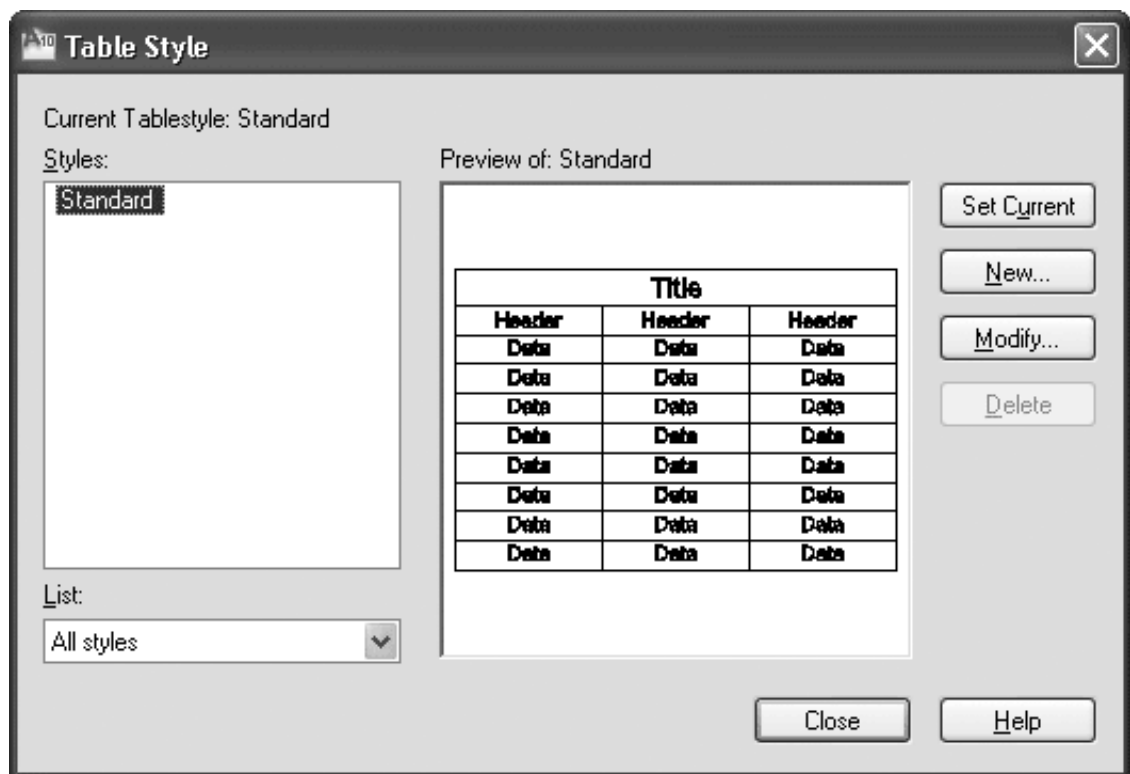 Table Style
Current Tablestyle: Standard
Styles:
Preview of: Standard
Standard
Set Current
New...
Modify...
Delete
Title
Header Header Header
Data Data Data
Data Data Data
Data Data Data
Data Data Data
Data Data Data
Data Data Data
Data Data Data
Data Data Data
List:
All styles
Close
Help